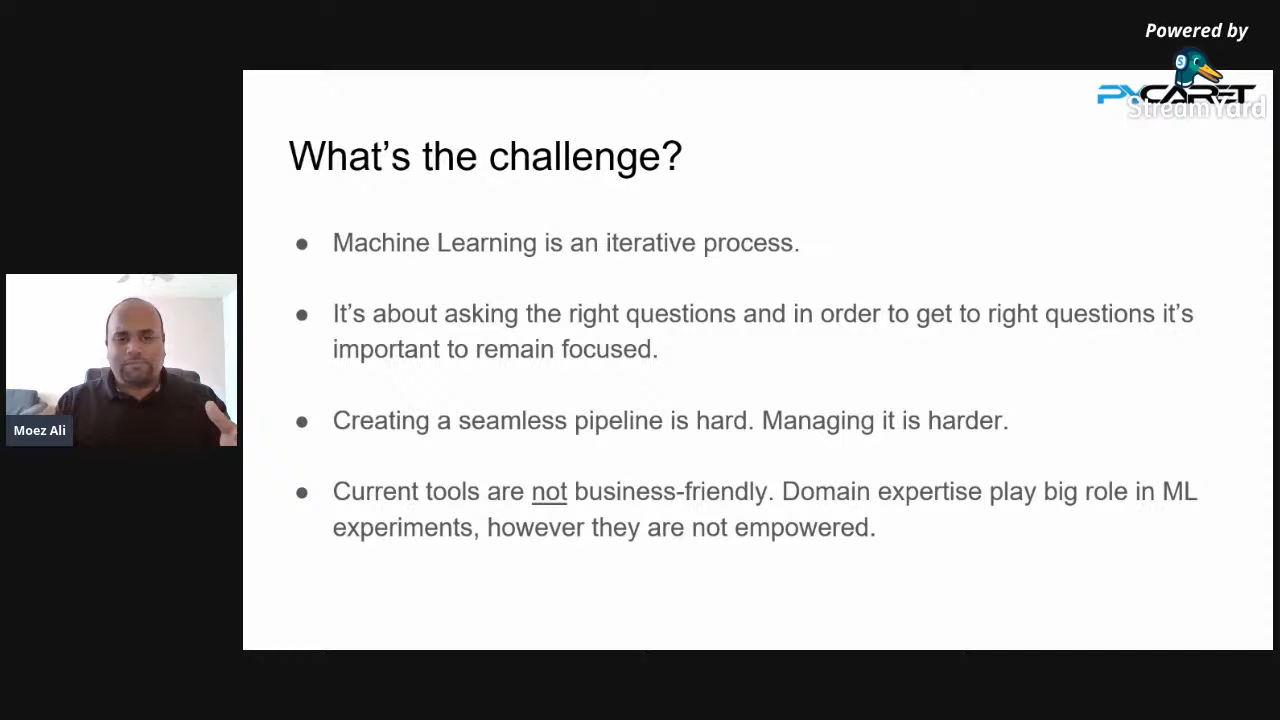 Powered by
S
PYCARET
StreamYard
What's the challenge?
● Machine Learning is an iterative process.
● It's about asking the right questions and in order to get to right questions it's
important to remain focused.
● Creating a seamless pipeline is hard. Managing it is harder.
● Current tools are not business-friendly. Domain expertise play big role in ML
experiments, however they are not empowered.
Moez Ali